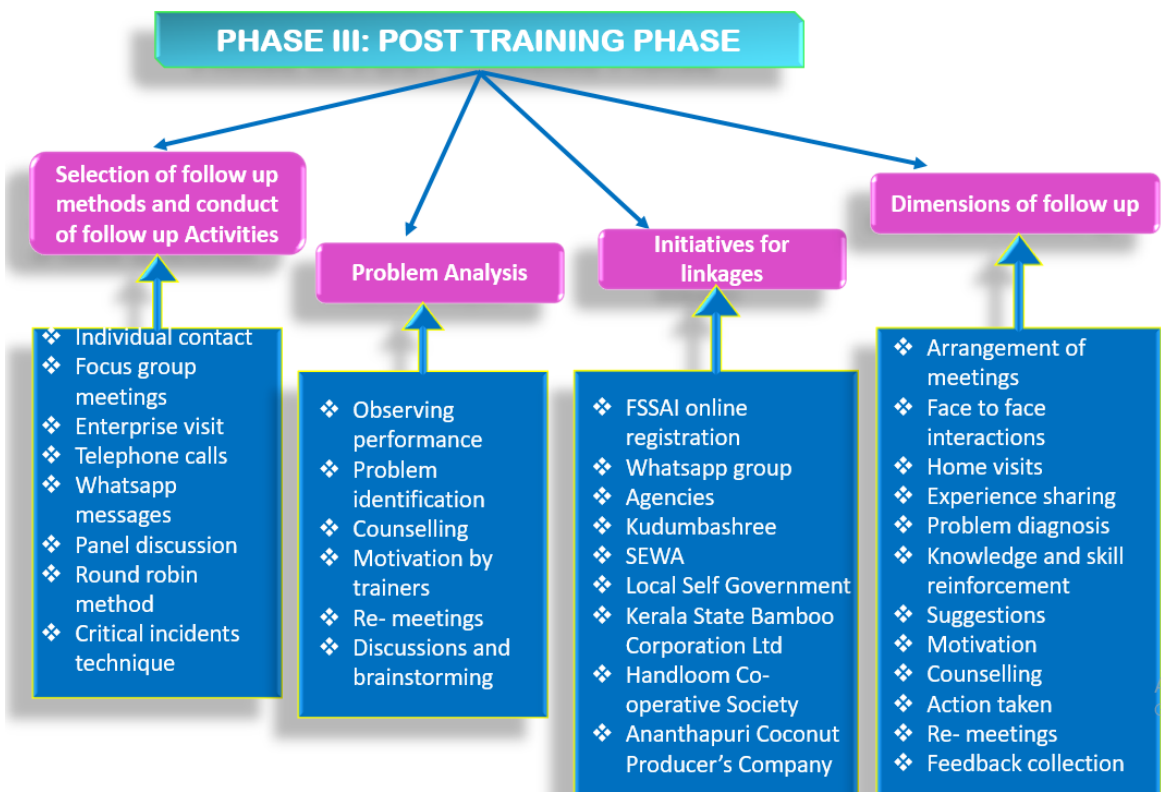 PHASE III: POST TRAINING PHASE
Selection of follow up
methods and conduct
of follow up Activities
❖ Individual contact
❖ Focus group
meetings
❖ Enterprise visit
❖ Telephone calls
❖ Whatsapp
messages
❖ Panel discussion
❖ Round robin
method
❖ Critical incidents
technique
Problem Analysis
❖ Observing
performance
❖ Problem
identification
❖ Counselling
❖ Motivation by
trainers
❖ Re- meetings
❖ Discussions and
brainstorming
Initiatives for
linkages
❖ FSSAI online
registration
❖ Whatsapp group
❖ Agencies
❖ Kudumbashree
❖ SEWA
❖ Local Self Government
❖ Kerala State Bamboo
Corporation Ltd
❖ Handloom Co-
operative Society
❖ Ananthapuri Coconut
Producer's Company
Dimensions of follow up
❖ Arrangement of
meetings
❖ Face to face
interactions
❖ Home visits
❖ Experience sharing
❖ Problem diagnosis
❖ Knowledge and skill
reinforcement
❖ Suggestions
❖ Motivation
❖ Counselling
❖ Action taken
❖ Re- meetings
❖ Feedback collection